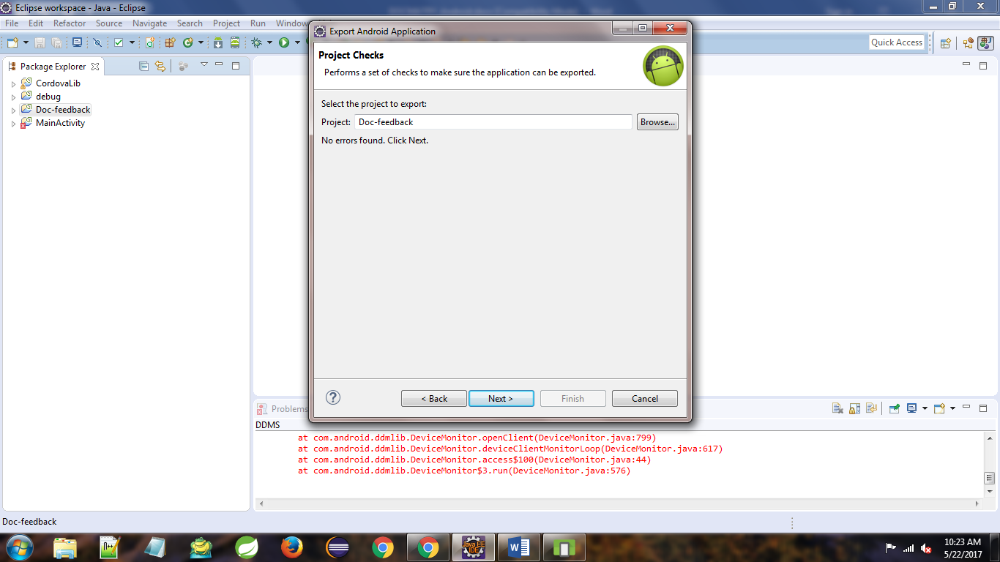 Eclipse workspace - Java - Eclipse
File Edit Refactor Source Navigate Search Project Run Window
Quick Access
Package Explorer
CordovaLib
debug
Doc-feedback
MainActivity
Export Android Application
Project Checks
Performs a set of checks to make sure the application can be exported.
Select the project to export:
Project: Doc-feedback Browse...
No errors found. Click Next.
< Back Next > Finish Cancel
Problems
DDMS
at com.android.ddmlib.DeviceMonitor.openClient(DeviceMonitor.java:799)
at com.android.ddmlib.DeviceMonitor.deviceClientMonitorLoop(DeviceMonitor.java:617)
at com.android.ddmlib.DeviceMonitor.access$100(DeviceMonitor.java:44)
at com.android.ddmlib.DeviceMonitor$3.run(DeviceMonitor.java:576)
Doc-feedback
Java EE
IDE
10:23 AM
5/22/2017